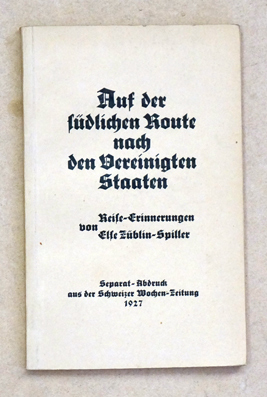 Auf der
südlichen Route
nach
den Vereinigten
Staaten
Reise-Erinnerungen
von
Else Züblin-Spiller
Separat-Abdruck
aus der Schweizer Wochen-Zeitung
1927